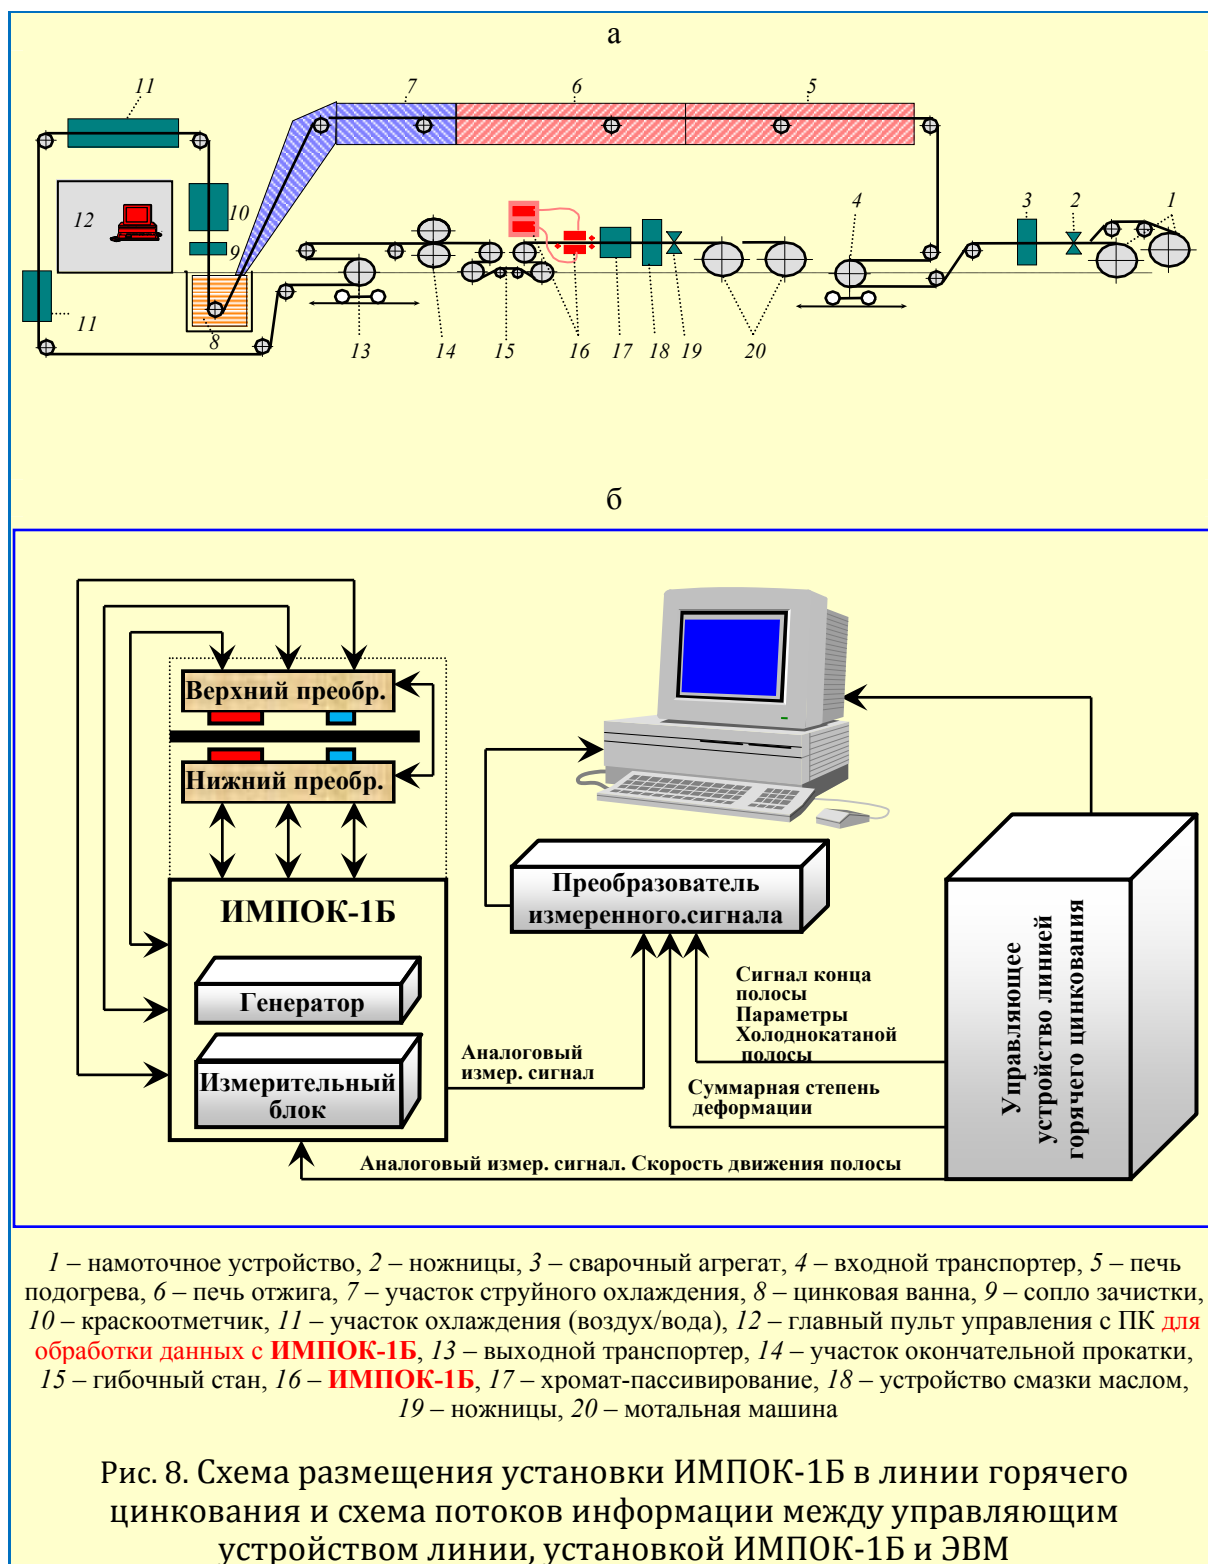 а
11
7
6
5
12
10
9
11
8
13
14
15
16
17
18
19
20
4
3
2
1
б
Верхний преобр.
Нижний преобр.
ИМПОК-1Б
Генератор
Измерительный
блок
Преобразователь
измеренного.сигнала
Аналоговый
измер. сигнал
Сигнал конца
полосы
Параметры
Холоднокатаной
полосы
Суммарная степень
деформации
Аналоговый измер. сигнал. Скорость движения полосы
Управляющее
устройство линией
горячего цинкования
1 – намоточное устройство, 2 – ножницы, 3 – сварочный агрегат, 4 – входной транспортер, 5 – печь
подогрева, 6 – печь отжига, 7 – участок струйного охлаждения, 8 – цинковая ванна, 9 – сопло зачистки,
10 – краскоотметчик, 11 – участок охлаждения (воздух/вода), 12 – главный пульт управления с ПК для
обработки данных с ИМПОК-1Б, 13 – выходной транспортер, 14 – участок окончательной прокатки,
15 – гибочный стан, 16 – ИМПОК-1Б, 17 – хромат-пассивирование, 18 – устройство смазки маслом,
19 – ножницы, 20 – мотальная машина
Рис. 8. Схема размещения установки ИМПОК-1Б в линии горячего
цинкования и схема потоков информации между управляющим
устройством линии, установкой ИМПОК-1Б и ЭВМ